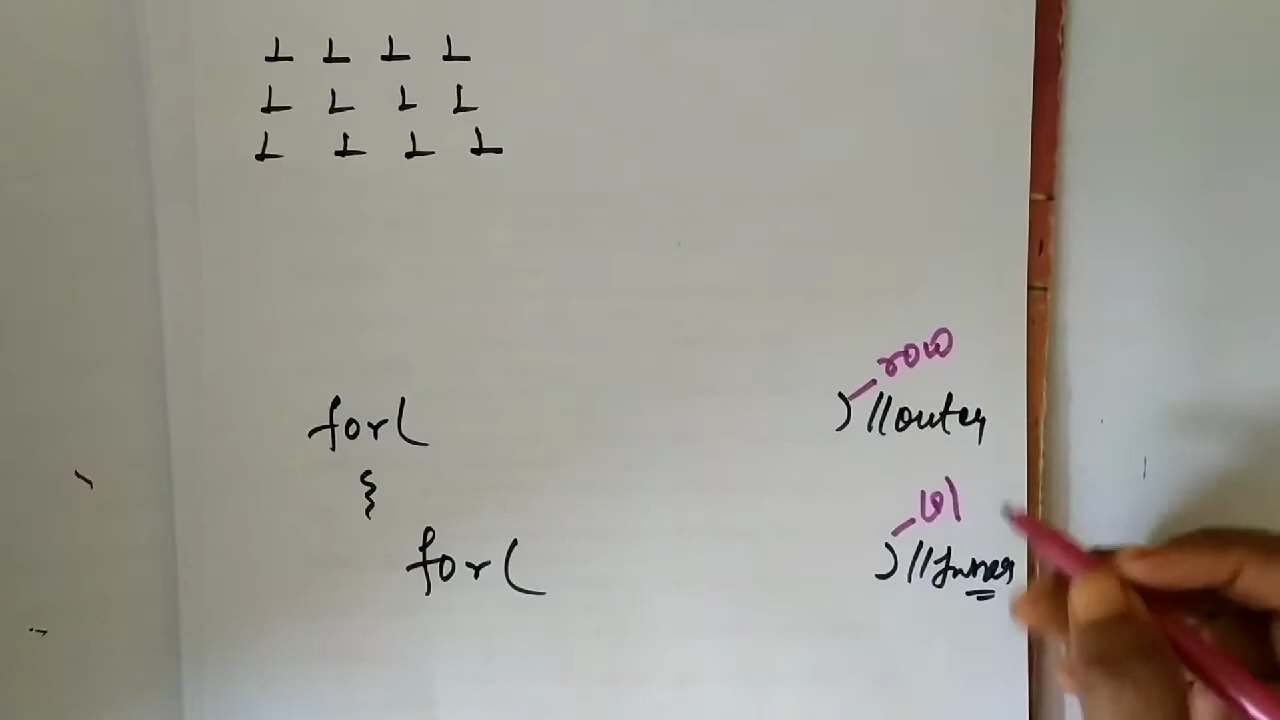 1 1 1 1
1 1 1 1
1 1 1 1
row
for( ) //outer
{
col
for( ) //Inner